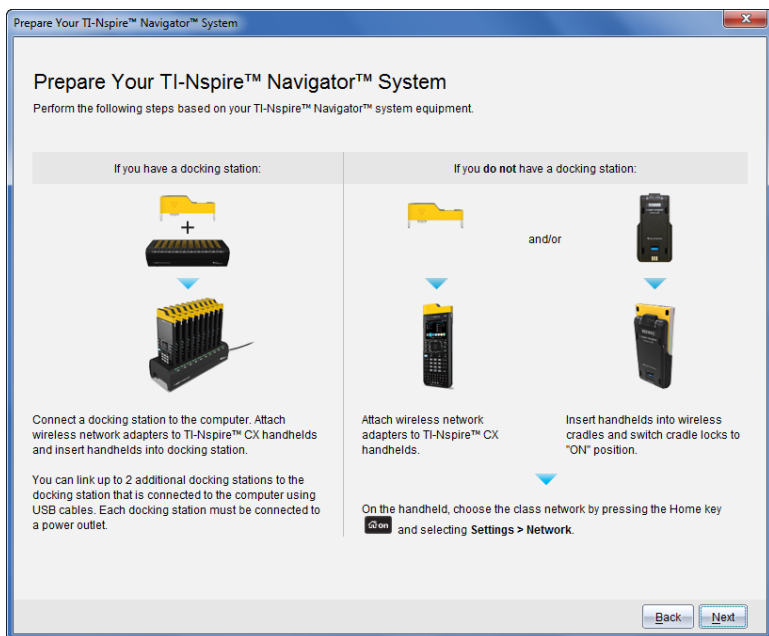 Prepare Your TI-Nspire™ Navigator™ System
Prepare Your TI-Nspire™ Navigator™ System
Perform the following steps based on your TI-Nspire™ Navigator™ system equipment.
If you have a docking station:
+
Connect a docking station to the computer. Attach
wireless network adapters to TI-Nspire™ CX handhelds
and insert handhelds into docking station.
You can link up to 2 additional docking stations to the
docking station that is connected to the computer using
USB cables. Each docking station must be connected to
a power outlet.
If you do not have a docking station:
and/or
Attach wireless network
adapters to TI-Nspire™ CX
handhelds.
Insert handhelds into wireless
cradles and switch cradle locks to
"ON" position.
On the handheld, choose the class network by pressing the Home key
on and selecting Settings > Network.
Back Next